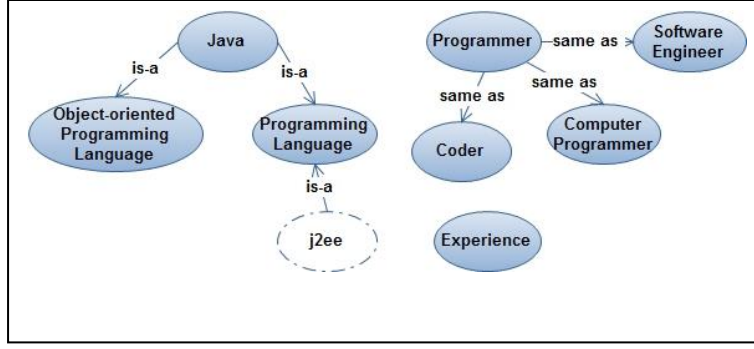 Java
is-a
is-a
Object-oriented
Programming
Language
Programming
Language
is-a
j2ee
Programmer
same as
Software
Engineer
same as
same as
Coder
Computer
Programmer
Experience